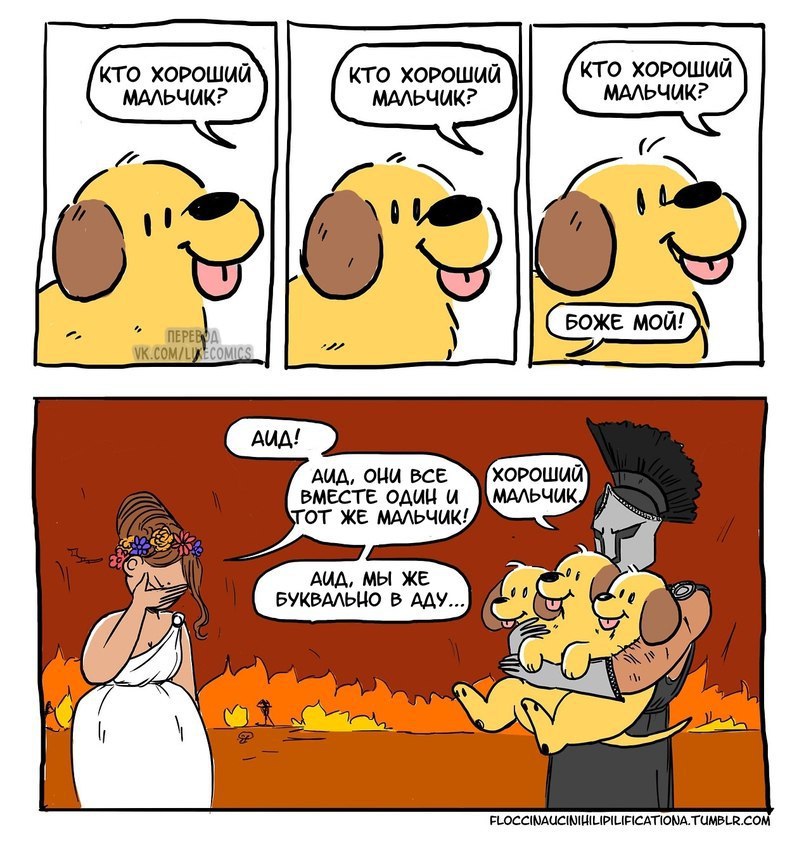 КТО ХОРОШИЙ
МАЛЬЧИК?
КТО ХОРОШИЙ
МАЛЬЧИК?
КТО ХОРОШИЙ
МАЛЬЧИК?
БОЖЕ МОЙ!
ПЕРЕВОД
VK.COM/LIKECOMICS
АИД!
АИД, ОНИ ВСЕ
ВМЕСТЕ ОДИН И
ТОТ ЖЕ МАЛЬЧИК!
ХОРОШИЙ
МАЛЬЧИК.
АИД, МЫ ЖЕ
БУКВАЛЬНО В АДУ...
FLOCCINAUCINIHILIPILIFICATIONA.TUMBLR.COM